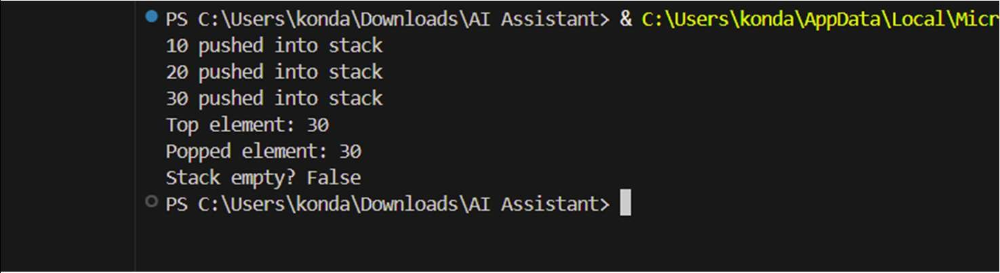 PS C:\Users\konda\Downloads\AI Assistant> & C:\Users\konda\AppData\Local\Micr
10 pushed into stack
20 pushed into stack
30 pushed into stack
Top element: 30
Popped element: 30
Stack empty? False
PS C:\Users\konda\Downloads\AI Assistant>